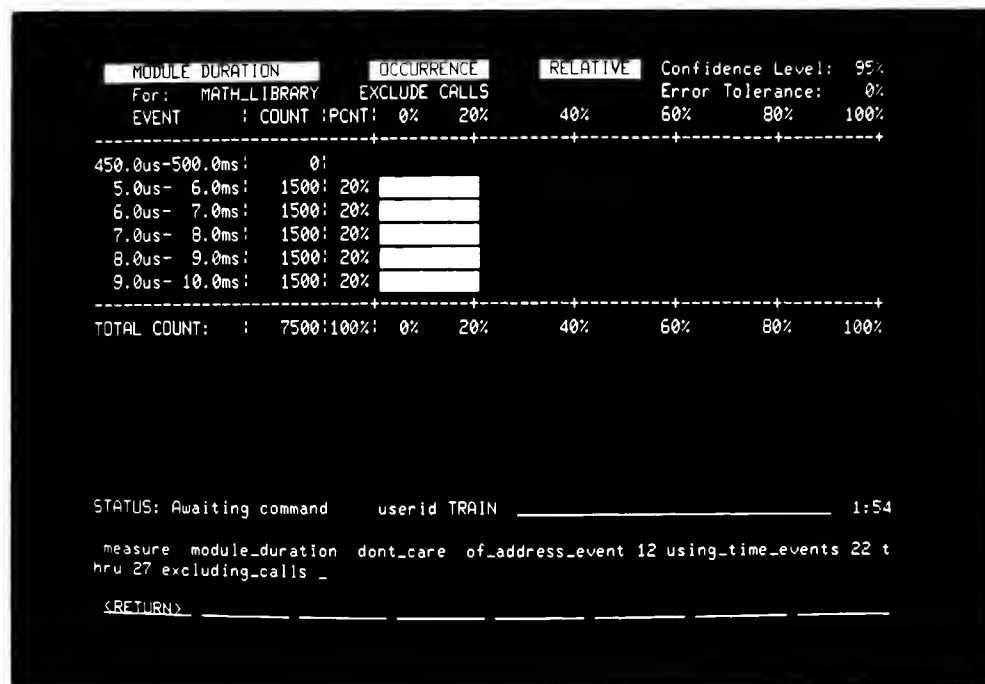 MODULE DURATION OCCURRENCE RELATIVE Confidence Level: 95%
For: MATH_LIBRARY EXCLUDE CALLS Error Tolerance: 0%
EVENT ¦ COUNT ¦PCNT¦ 0% 20% 40% 60% 80% 100%
450.0us-500.0ms¦ 0¦
5.0us- 6.0ms¦ 1500¦ 20%
6.0us- 7.0ms¦ 1500¦ 20%
7.0us- 8.0ms¦ 1500¦ 20%
8.0us- 9.0ms¦ 1500¦ 20%
9.0us- 10.0ms¦ 1500¦ 20%
TOTAL COUNT: ¦ 7500¦100%¦ 0% 20% 40% 60% 80% 100%
STATUS: Awaiting command userid TRAIN 1:54
measure module_duration dont_care of_address_event 12 using_time_events 22 t
hru 27 excluding_calls _
<RETURN>